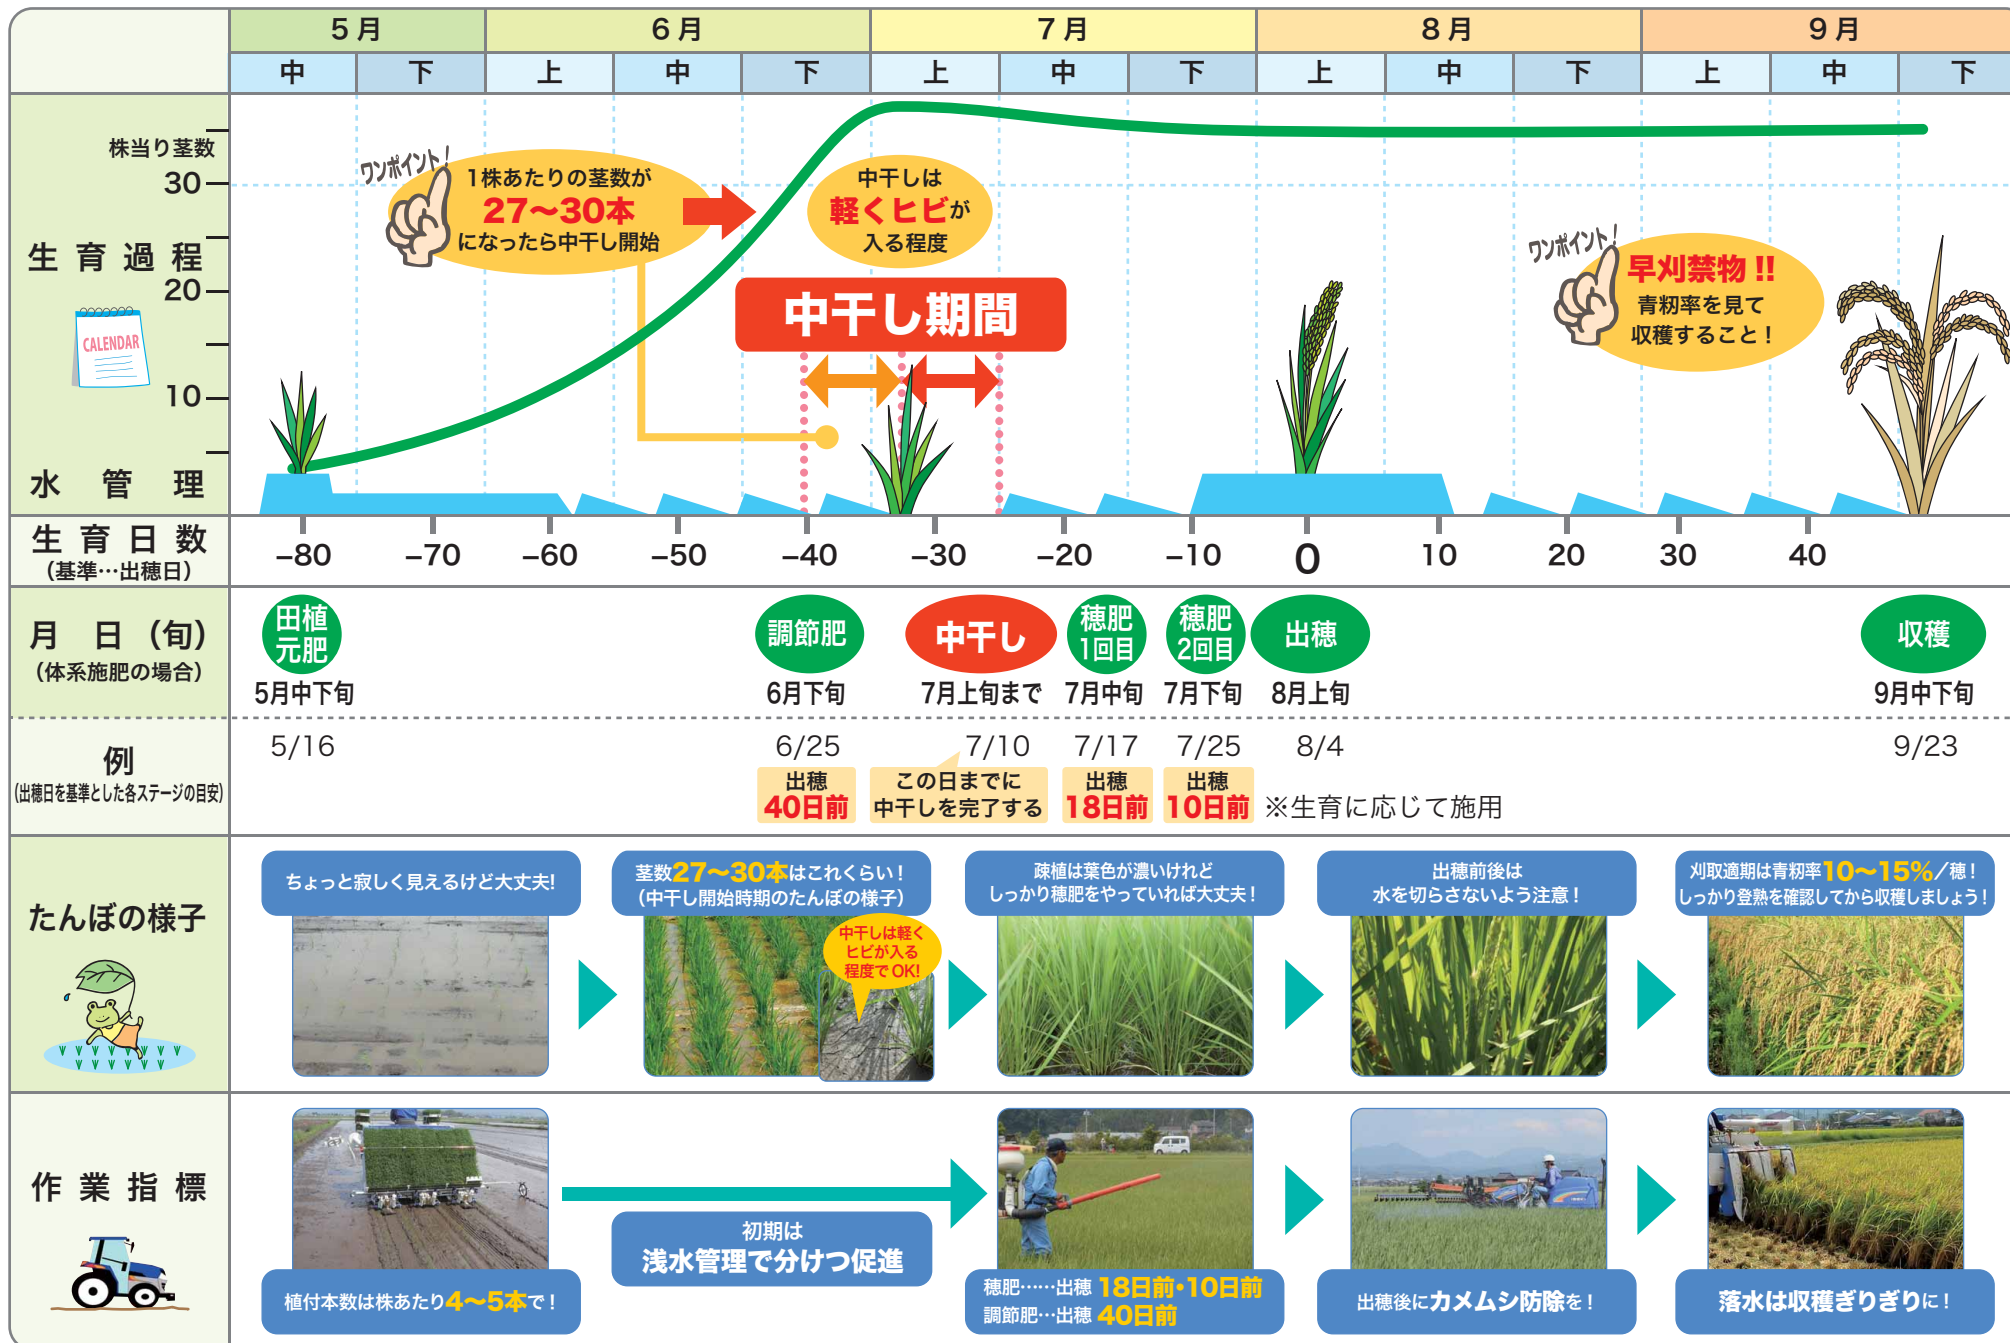 5月
6月
7月
8月
9月
中
下
上
中
下
上
中
下
上
中
下
上
中
下
株当り茎数
30
生育過程
20
CALENDAR
10
水管理
ワンポイント！
1株あたりの茎数が
27〜30本
になったら中干し開始
中干しは
軽くヒビが
入る程度
中干し期間
ワンポイント！
早刈禁物!!
青籾率を見て
収穫すること！
生育日数
（基準…出穂日）
–80
–70
–60
–50
–40
–30
–20
–10
0
10
20
30
40
月日（旬）
（体系施肥の場合）
田植
元肥
調節肥
中干し
穂肥
1回目
穂肥
2回目
出穂
収穫
5月中下旬
6月下旬
7月上旬まで
7月中旬
7月下旬
8月上旬
9月中下旬
例
（出穂日を基準とした各ステージの目安）
5/16
6/25
7/10
7/17
7/25
8/4
9/23
出穂
40日前
この日までに
中干しを完了する
出穂
18日前
出穂
10日前
※生育に応じて施用
たんぼの様子
ちょっと寂しく見えるけど大丈夫!
茎数27〜30本はこれくらい！
（中干し開始時期のたんぼの様子）
中干しは軽く
ヒビが入る
程度でOK!
疎植は葉色が濃いけれど
しっかり穂肥をやっていれば大丈夫！
出穂前後は
水を切らさないよう注意！
刈取適期は青籾率10〜15%／穂！
しっかり登熟を確認してから収穫しましょう！
作業指標
植付本数は株あたり4〜5本で！
初期は
浅水管理で分けつ促進
穂肥……出穂 18日前・10日前
調節肥…出穂 40日前
出穂後にカメムシ防除を！
落水は収穫ぎりぎりに！